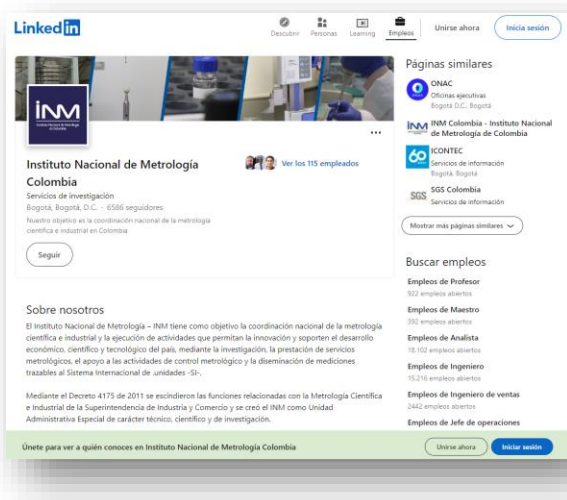 Linked in
Descubrir
Personas
Learning
Empleos
Unirse ahora
Inicia sesión
INM
Instituto Nacional de Metrología
Colombia
Servicios de investigación
Bogotá, Bogotá, D.C. · 6586 seguidores
Nuestro objetivo es la coordinación nacional de la metrología
científica e industrial en Colombia
Seguir
Ver los 115 empleados
Sobre nosotros
El Instituto Nacional de Metrología – INM tiene como objetivo la coordinación nacional de la metrología
científica e industrial y la ejecución de actividades que permitan la innovación y soporten el desarrollo
económico, científico y tecnológico del país, mediante la investigación, la prestación de servicios
metrológicos, el apoyo a las actividades de control metrológico y la diseminación de mediciones
trazables al Sistema Internacional de .unidades -SI-.
Mediante el Decreto 4175 de 2011 se escindieron las funciones relacionadas con la Metrología Científica
e Industrial de la Superintendencia de Industria y Comercio y se creó el INM como Unidad
Administrativa Especial de carácter técnico, científico y de investigación.
Páginas similares
ONAC
Oficinas ejecutivas
Bogotá D.C., Bogotá
INM
INM Colombia - Instituto Nacional
de Metrología de Colombia
ICONTEC
Servicios de información
Bogotá, Bogotá
SGS
SGS Colombia
Servicios de información
Mostrar más páginas similares
Buscar empleos
Empleos de Profesor
922 empleos abiertos
Empleos de Maestro
392 empleos abiertos
Empleos de Analista
18.102 empleos abiertos
Empleos de Ingeniero
15.216 empleos abiertos
Empleos de Ingeniero de ventas
2442 empleos abiertos
Empleos de Jefe de operaciones
Únete para ver a quién conoces en Instituto Nacional de Metrología Colombia
Unirse ahora
Iniciar sesión